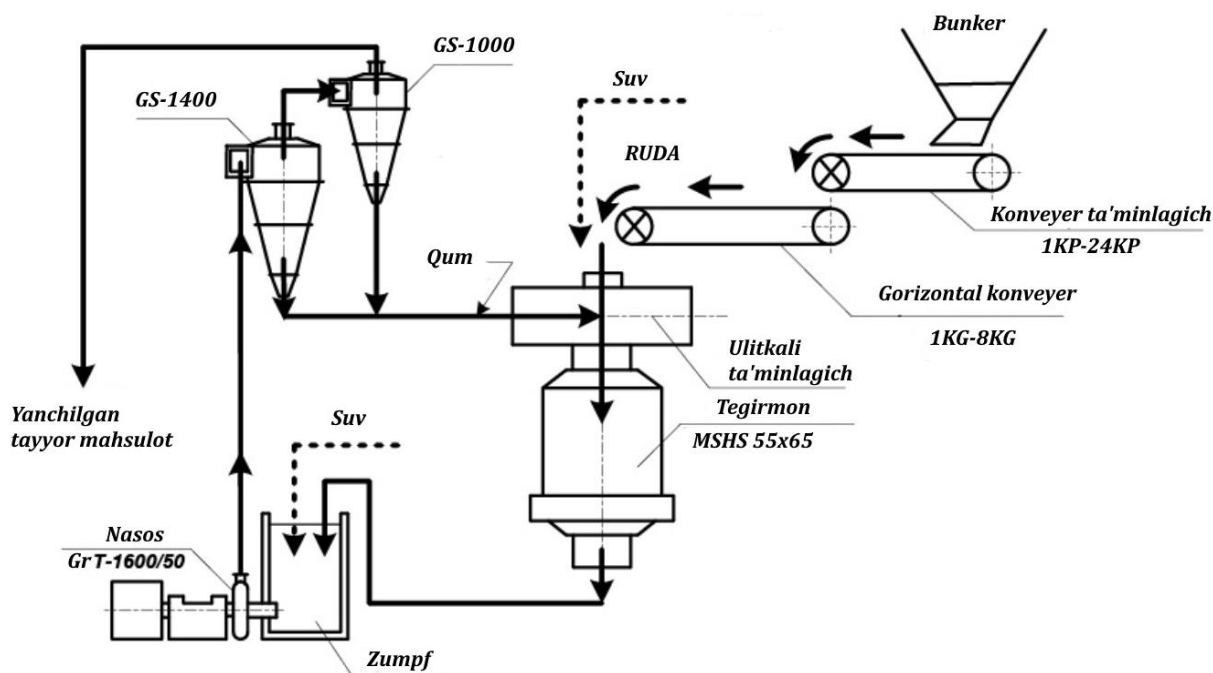 Bunker
GS-1000
GS-1400
Suv
RUDA
Konveyer ta'minlagich
1KP-24KP
Qum
Gorizontal konveyer
1KG-8KG
Ulitkali
ta'minlagich
Yanchilgan
tayyor mahsulot
Suv
Tegirmon
MSHS 55x65
Nasos
GrT-1600/50
Zumpf